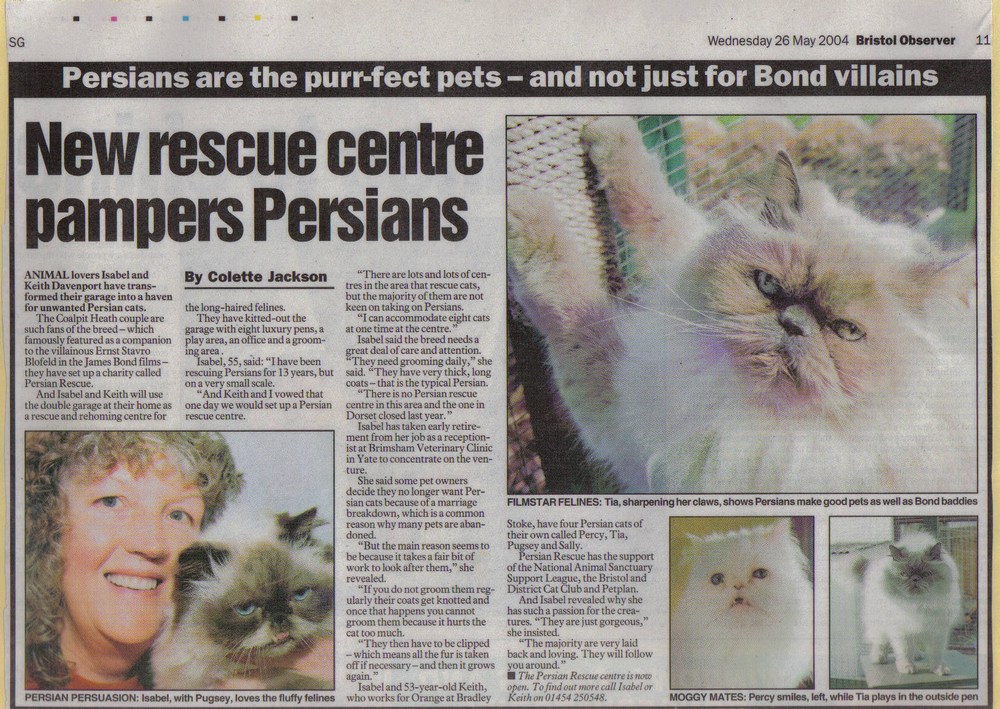 SG
Wednesday 26 May 2004 Bristol Observer 11
Persians are the purr-fect pets – and not just for Bond villains
New rescue centre
pampers Persians
ANIMAL lovers Isabel and
Keith Davenport have trans-
formed their garage into a haven
for unwanted Persian cats.
The Coalpit Heath couple are
such fans of the breed – which
famously featured as a companion
to the villainous Ernst Stavro
Blofeld in the James Bond films –
they have set up a charity called
Persian Rescue.
And Isabel and Keith will use
the double garage at their home as
a rescue and rehoming centre for
By Colette Jackson
the long-haired felines.
They have kitted-out the
garage with eight luxury pens, a
play area, an office and a groom-
ing area .
Isabel, 55, said: “I have been
rescuing Persians for 13 years, but
on a very small scale.
“And Keith and I vowed that
one day we would set up a Persian
rescue centre.
“There are lots and lots of cen-
tres in the area that rescue cats,
but the majority of them are not
keen on taking on Persians.
“I can accommodate eight cats
at one time at the centre.”
Isabel said the breed needs a
great deal of care and attention.
“They need grooming daily,” she
said. “They have very thick, long
coats – that is the typical Persian.
“There is no Persian rescue
centre in this area and the one in
Dorset closed last year.”
Isabel has taken early retire-
ment from her job as a reception-
ist at Brimsham Veterinary Clinic
in Yate to concentrate on the ven-
ture.
She said some pet owners
decide they no longer want Per-
sian cats because of a marriage
breakdown, which is a common
reason why many pets are aban-
doned.
“But the main reason seems to
be because it takes a fair bit of
work to look after them,” she
revealed.
“If you do not groom them reg-
ularly their coats get knotted and
once that happens you cannot
groom them because it hurts the
cat too much.
“They then have to be clipped
– which means all the fur is taken
off if necessary – and then it grows
again.”
Isabel and 53-year-old Keith,
who works for Orange at Bradley
Stoke, have four Persian cats of
their own called Percy, Tia,
Pugsey and Sally.
Persian Rescue has the support
of the National Animal Sanctuary
Support League, the Bristol and
District Cat Club and Petplan.
And Isabel revealed why she
has such a passion for the crea-
tures. “They are just gorgeous,”
she insisted.
“The majority are very laid
back and loving. They will follow
you around.”
■ The Persian Rescue centre is now
open. To find out more call Isabel or
Keith on 01454 250548.
PERSIAN PERSUASION: Isabel, with Pugsey, loves the fluffy felines
FILMSTAR FELINES: Tia, sharpening her claws, shows Persians make good pets as well as Bond baddies
MOGGY MATES: Percy smiles, left, while Tia plays in the outside pen